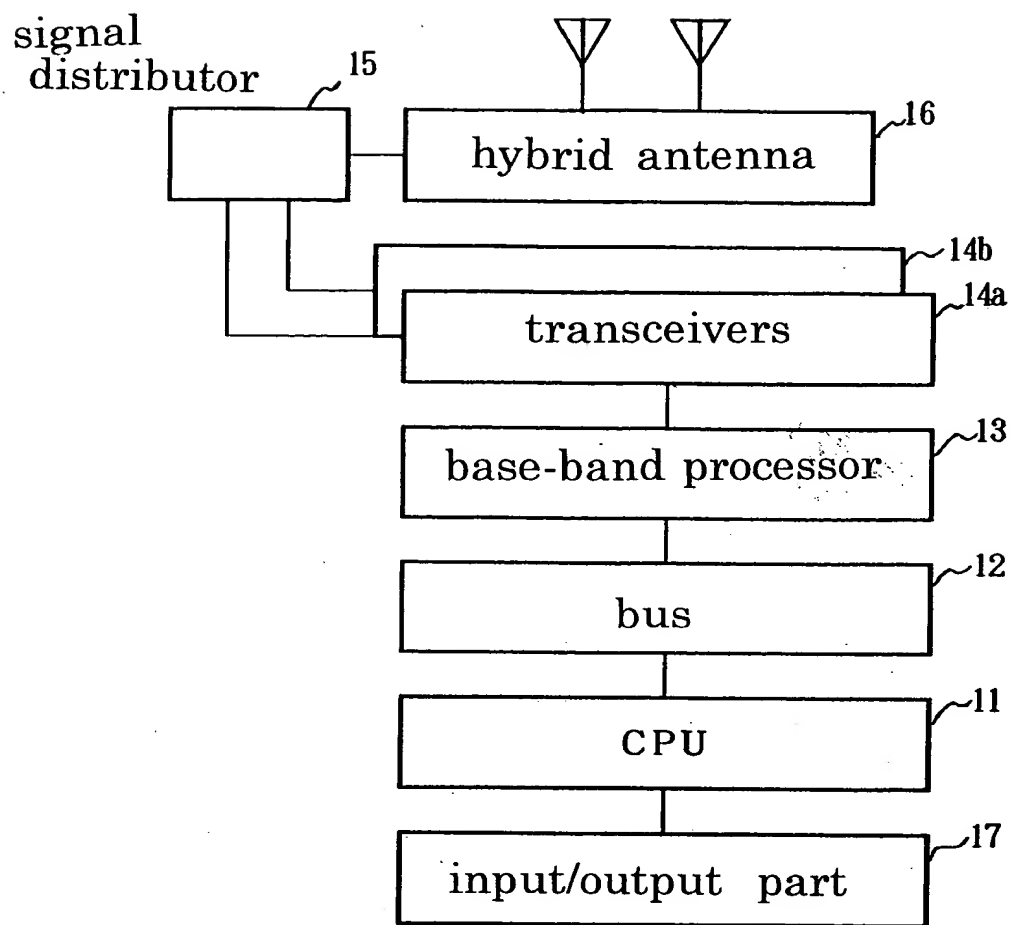 signal
distributor
15
16
hybrid antenna
14b
14a
transceivers
13
base-band processor
12
bus
11
CPU
17
input/output part